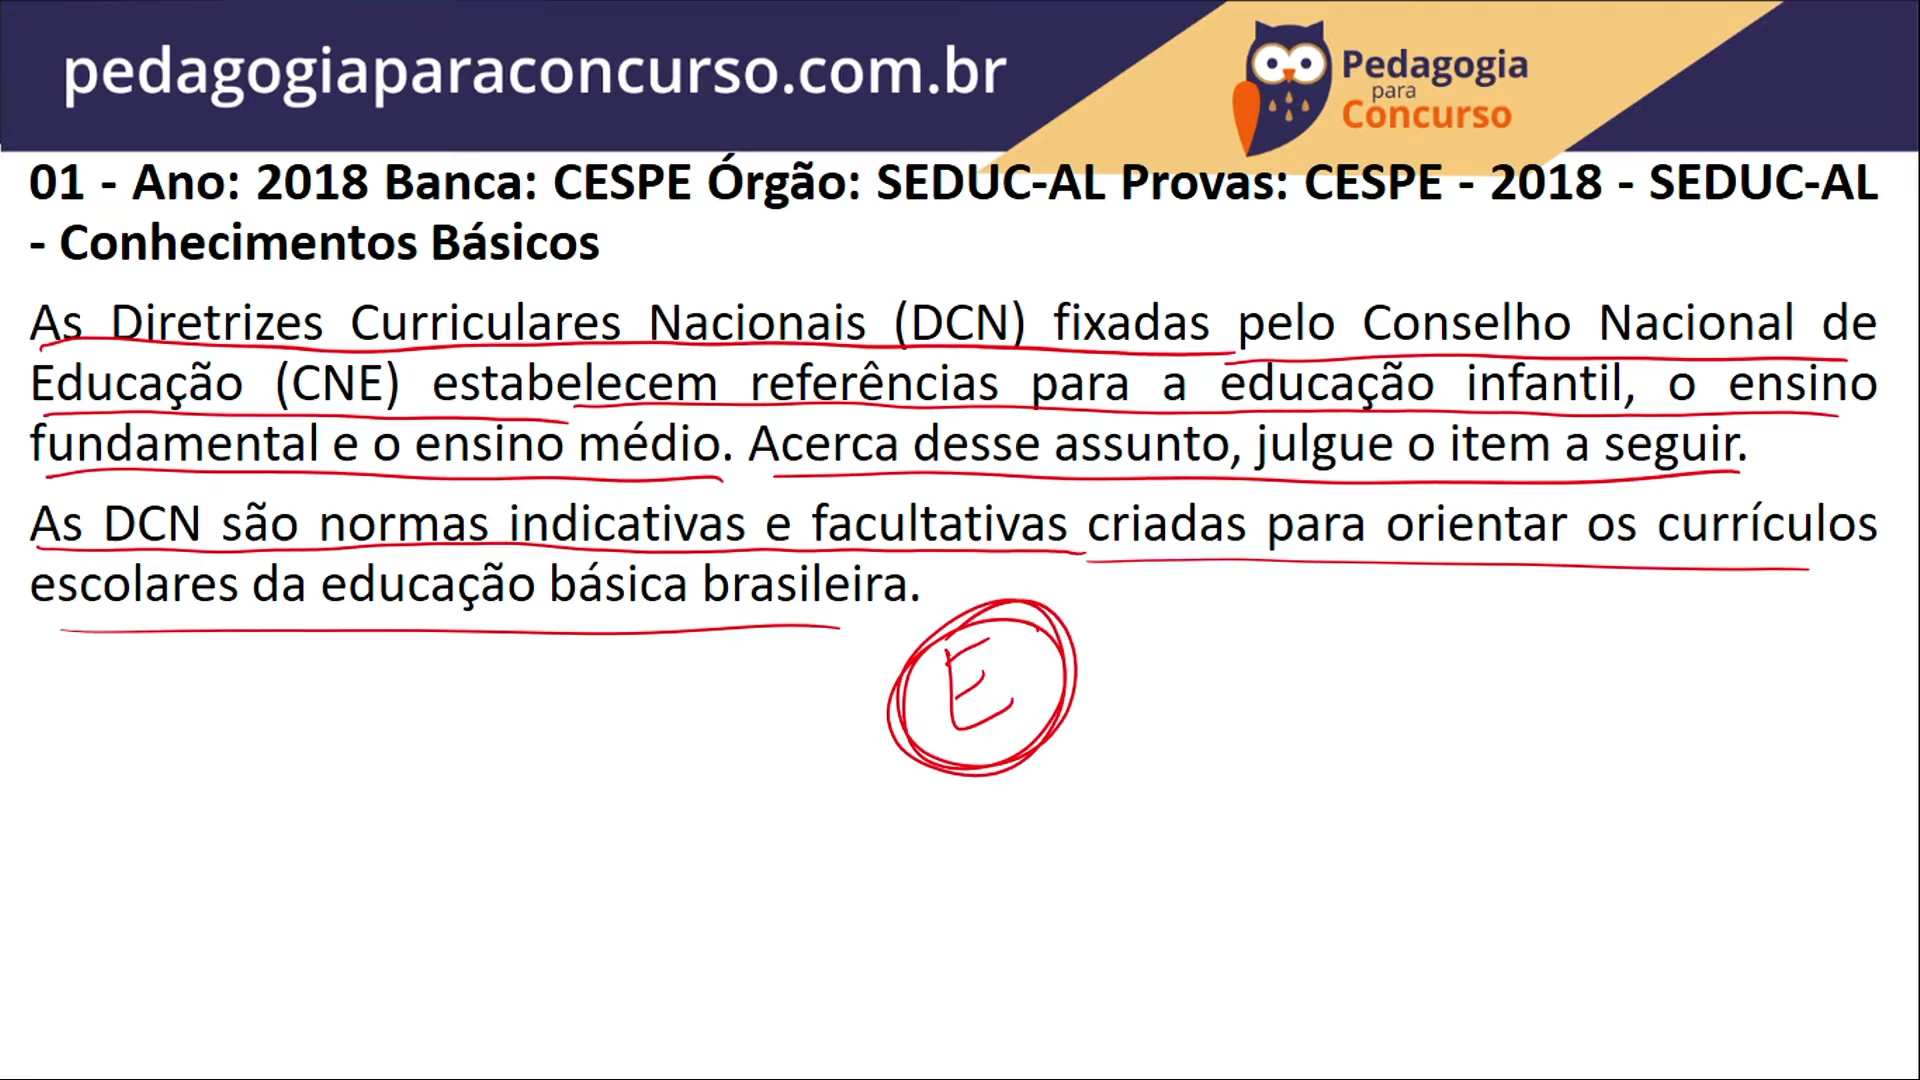 pedagogiaparaconcurso.com.br
Pedagogia
para
Concurso
01 - Ano: 2018 Banca: CESPE Órgão: SEDUC-AL Provas: CESPE - 2018 - SEDUC-AL
- Conhecimentos Básicos
As Diretrizes Curriculares Nacionais (DCN) fixadas pelo Conselho Nacional de
Educação (CNE) estabelecem referências para a educação infantil, o ensino
fundamental e o ensino médio. Acerca desse assunto, julgue o item a seguir.
As DCN são normas indicativas e facultativas criadas para orientar os currículos
escolares da educação básica brasileira.
E